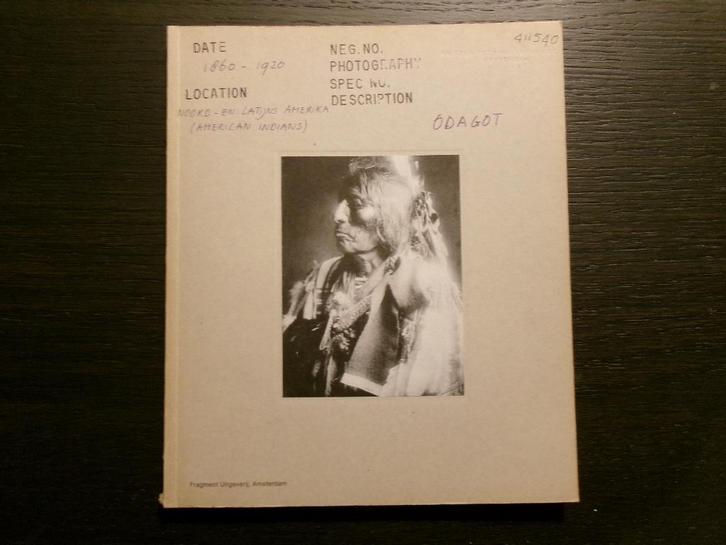 411540
DATE
1860 - 1920
NEG. NO.
PHOTOGRAPHY
SPEC NO.
LOCATION
DESCRIPTION
NOORD - EN LATIJNS AMERIKA
(AMERICAN INDIANS)
ODAGOT
Fragment Uitgeverij, Amsterdam